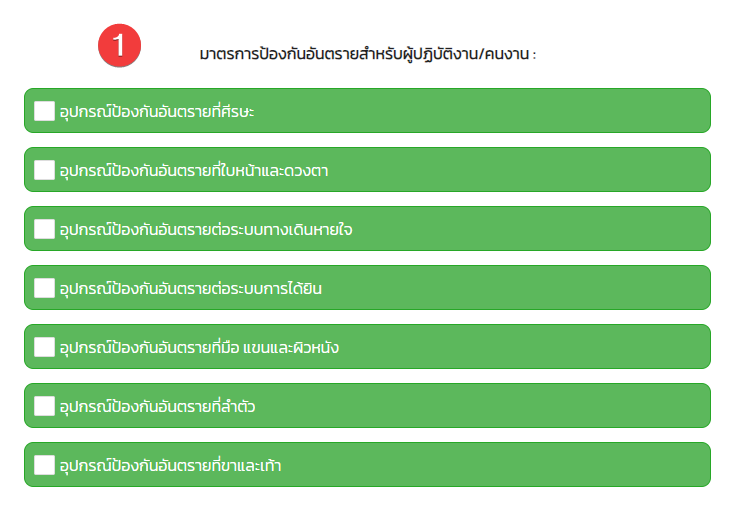 1
มาตรการป้องกันอันตรายสำหรับผู้ปฏิบัติงาน/คนงาน :
อุปกรณ์ป้องกันอันตรายที่ศีรษะ
อุปกรณ์ป้องกันอันตรายที่ใบหน้าและดวงตา
อุปกรณ์ป้องกันอันตรายต่อระบบทางเดินหายใจ
อุปกรณ์ป้องกันอันตรายต่อระบบการได้ยิน
อุปกรณ์ป้องกันอันตรายที่มือ แขนและผิวหนัง
อุปกรณ์ป้องกันอันตรายที่ลำตัว
อุปกรณ์ป้องกันอันตรายที่ขาและเท้า